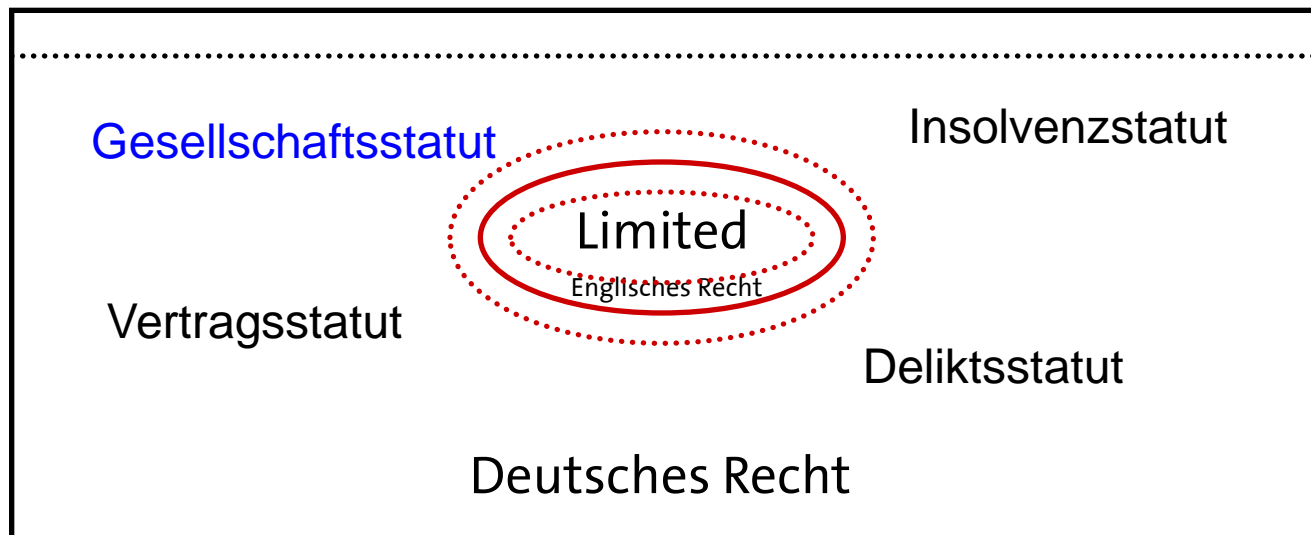 Gesellschaftsstatut
Insolvenzstatut
Limited
Englisches Recht
Vertragsstatut
Deliktsstatut
Deutsches Recht